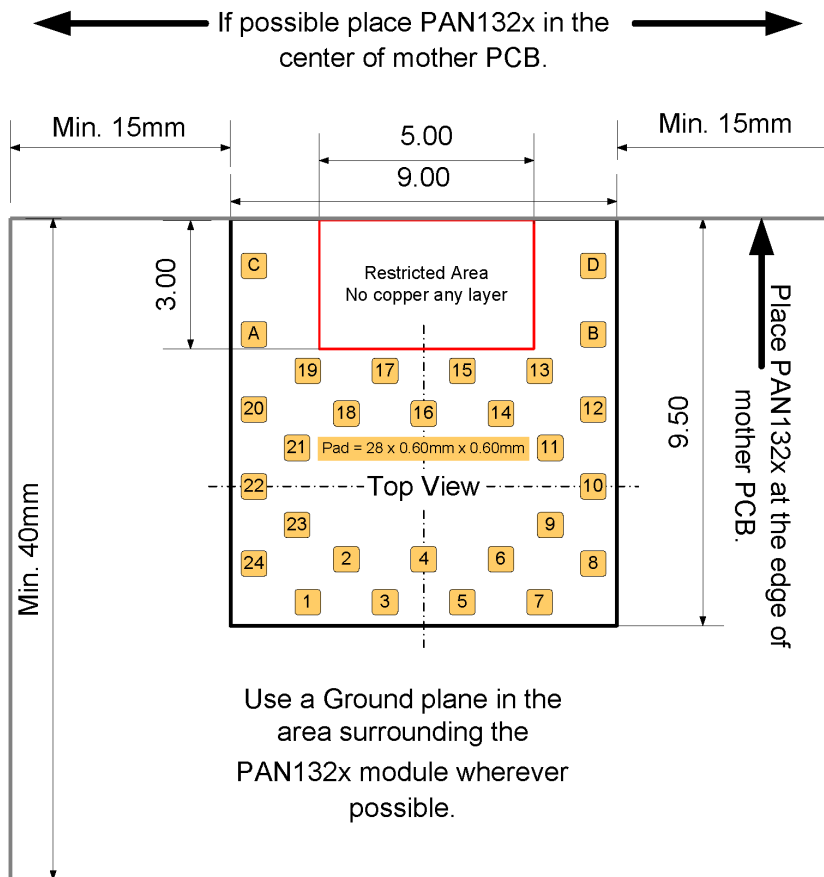 If possible place PAN132x in the
center of mother PCB.
Min. 15mm
5.00
Min. 15mm
9.00
3.00
C
D
Restricted Area
No copper any layer
A
B
19
17
15
13
20
18
16
14
12
21
Pad = 28 x 0.60mm x 0.60mm
11
22
Top View
10
23
9
24
2
4
6
8
1
3
5
7
9.50
Place PAN132x at the edge of
mother PCB.
Min. 40mm
Use a Ground plane in the
area surrounding the
PAN132x module wherever
possible.